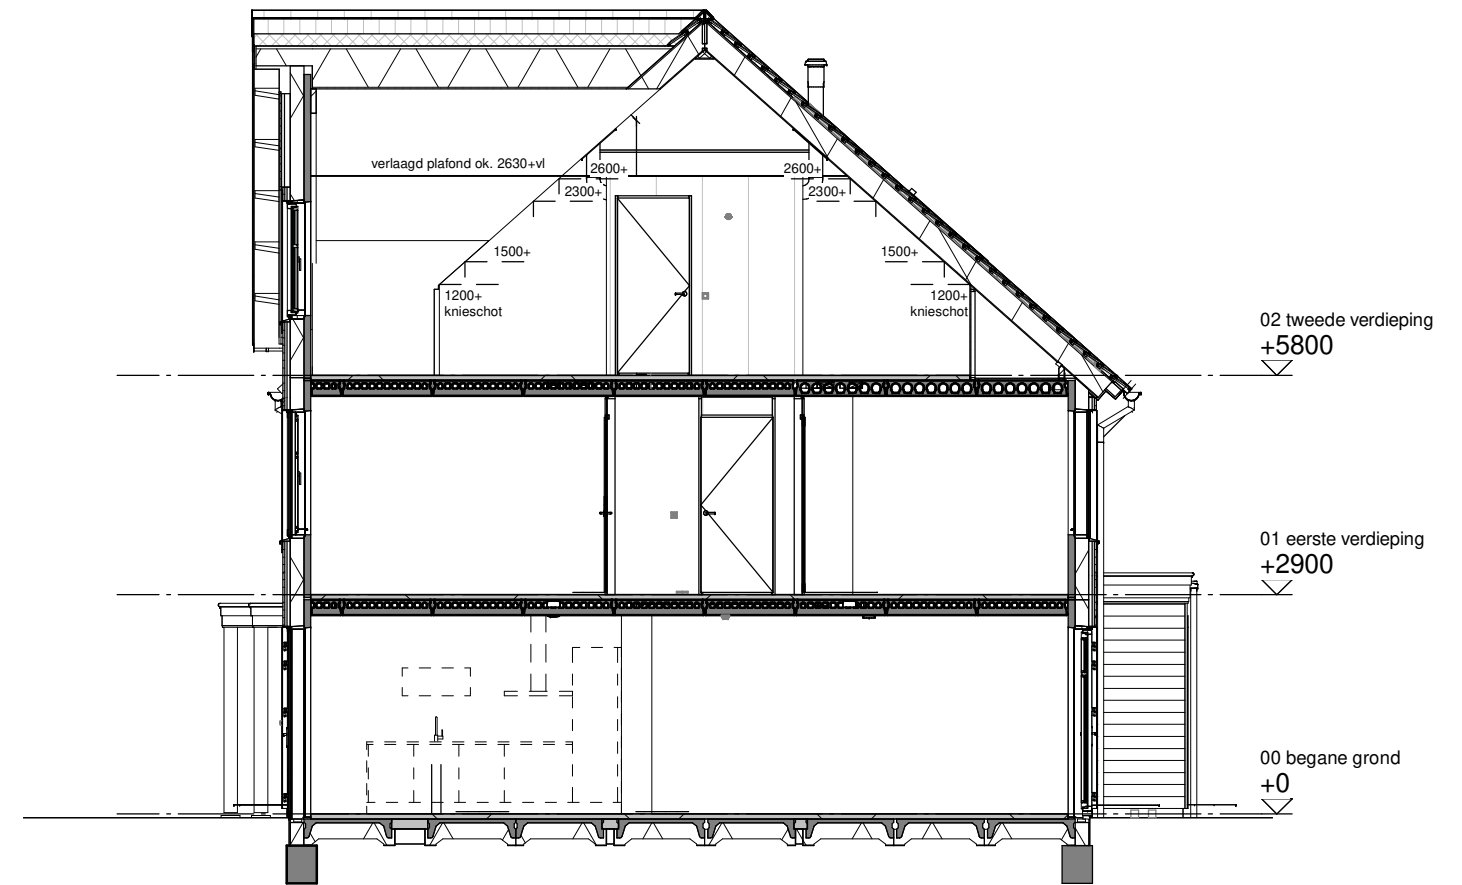 verlaagd plafond ok. 2630+vl
2600+
2600+
2300+
2300+
1500+
1500+
1200+
knieschot
1200+
knieschot
02 tweede verdieping
+5800
01 eerste verdieping
+2900
00 begane grond
+0